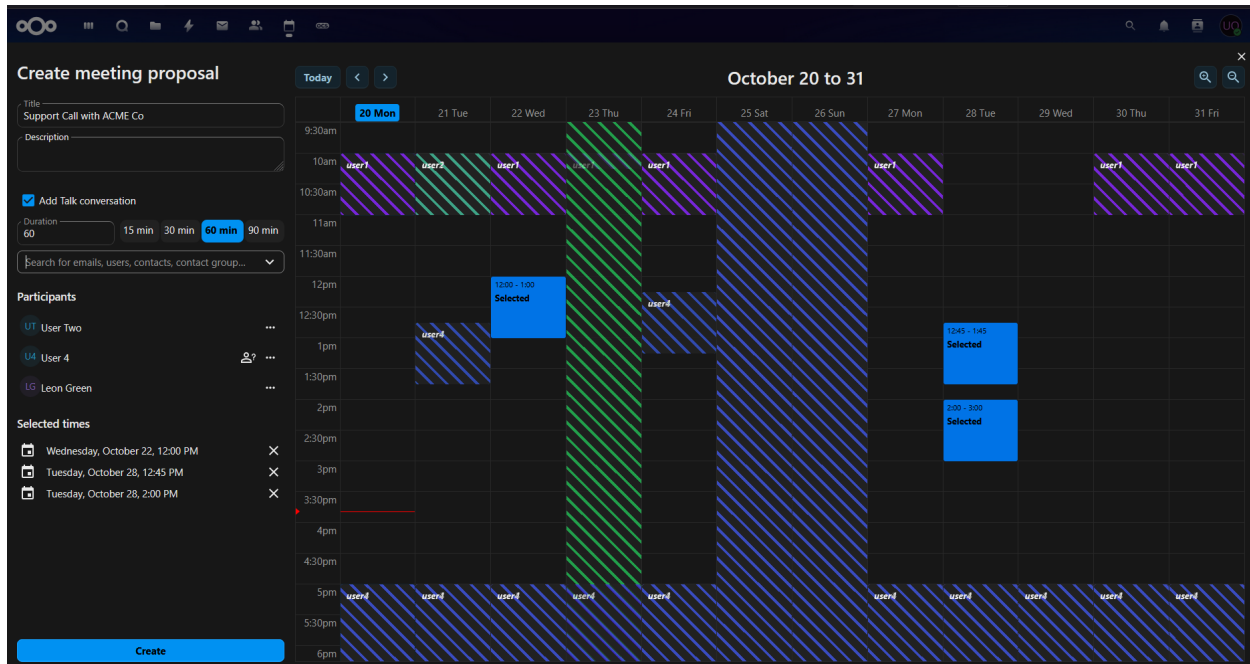 UO
Create meeting proposal
Title
Support Call with ACME Co
Description
Add Talk conversation
Duration
60
15 min 30 min 60 min 90 min
Search for emails, users, contacts, contact group...
Participants
UT User Two
U4 User 4
LG Leon Green
Selected times
Wednesday, October 22, 12:00 PM
Tuesday, October 28, 12:45 PM
Tuesday, October 28, 2:00 PM
Create
Today < >
October 20 to 31
20 Mon 21 Tue 22 Wed 23 Thu 24 Fri 25 Sat 26 Sun 27 Mon 28 Tue 29 Wed 30 Thu 31 Fri
9:30am
10am user1 user2 user1 user1 user1 user1 user1 user1
10:30am
11am
11:30am
12pm 12:00 - 1:00
Selected
user4
12:30pm
user4 12:45 - 1:45
1pm Selected
1:30pm
2pm 2:00 - 3:00
2:30pm Selected
3pm
3:30pm
4pm
4:30pm
5pm user4 user4 user4 user4 user4 user4 user4 user4 user4 user4
5:30pm
6pm